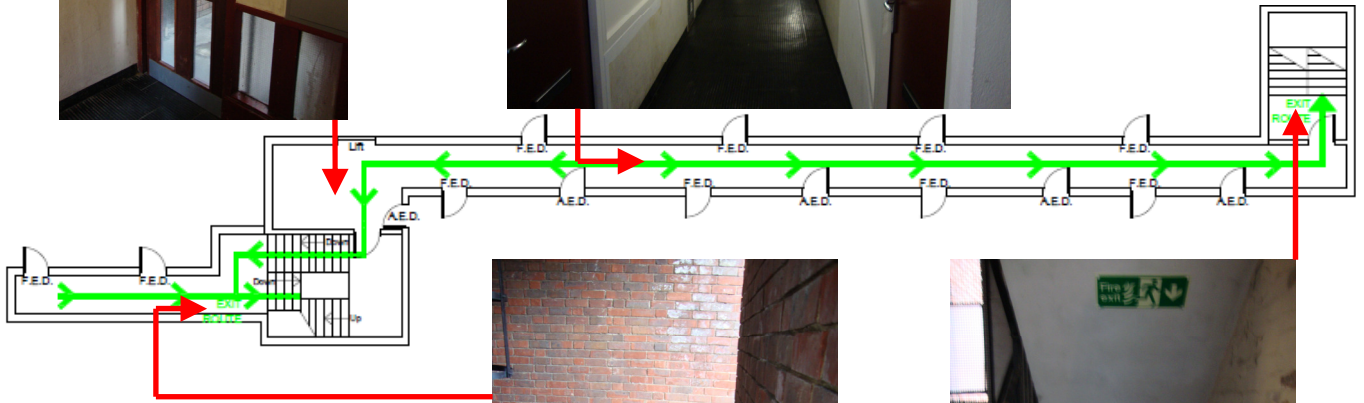 Lift
F.E.D.
F.E.D.
F.E.D.
F.E.D.
EXIT
ROUTE
F.E.D.
A.E.D.
F.E.D.
A.E.D.
F.E.D.
A.E.D.
F.E.D.
A.E.D.
A.E.D.
Down
Down
Up
F.E.D.
F.E.D.
EXIT
ROUTE
Fire
exit